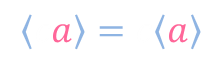 ⟨ a⟩ = ⟨a⟩